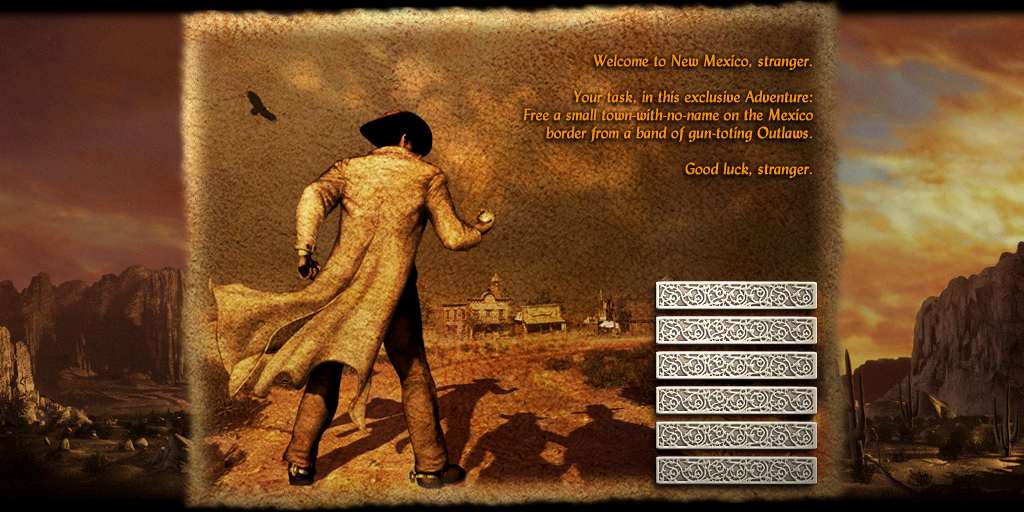 Welcome to New Mexico, stranger.
Your task, in this exclusive Adventure:
Free a small town-with-no-name on the Mexico
border from a band of gun-toting Outlaws.
Good luck, stranger.